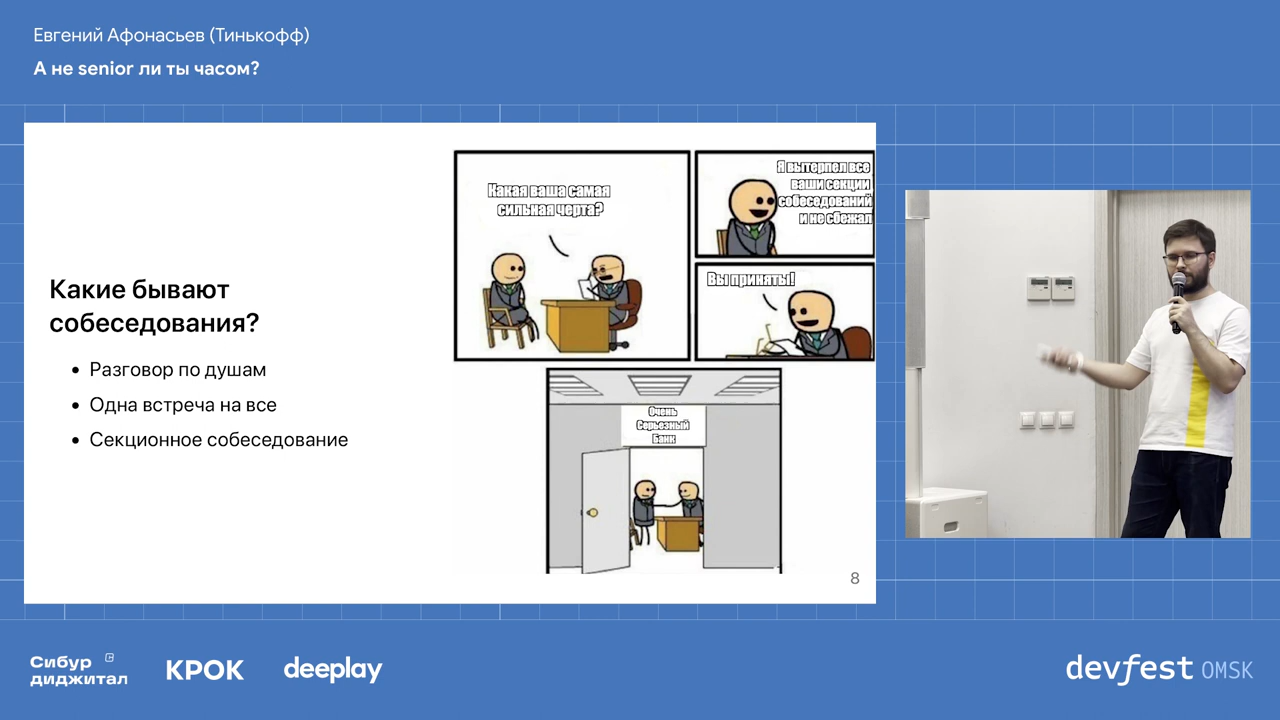 Евгений Афонасьев (Тинькофф)
А не senior ли ты часом?
Какие бывают
собеседования?
• Разговор по душам
• Одна встреча на все
• Секционное собеседование
Какая ваша самая
сильная черта?
Я вытерпел все
ваши секции
собеседований
и не сбежал
Вы приняты!
Очень
Серьезный
Банк
8
Сибур
диджитал
КРОК
deeplay
devfest OMSK